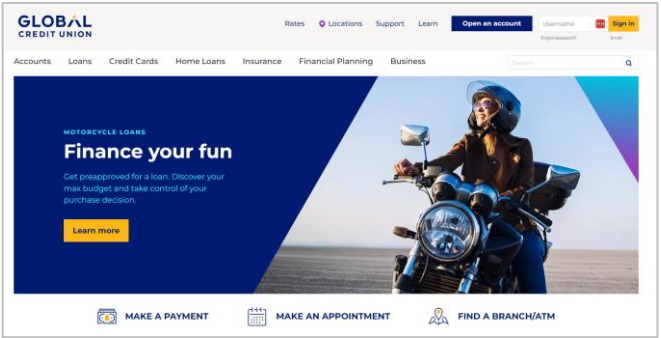 GLOBAL
CREDIT UNION
Rates Locations Support Learn Open an account Username Sign in
Forgot password? Enroll
Accounts Loans Credit Cards Home Loans Insurance Financial Planning Business Search
MOTORCYCLE LOANS
Finance your fun
Get preapproved for a loan. Discover your
max budget and take control of your
purchase decision.
Learn more
MAKE A PAYMENT MAKE AN APPOINTMENT FIND A BRANCH/ATM